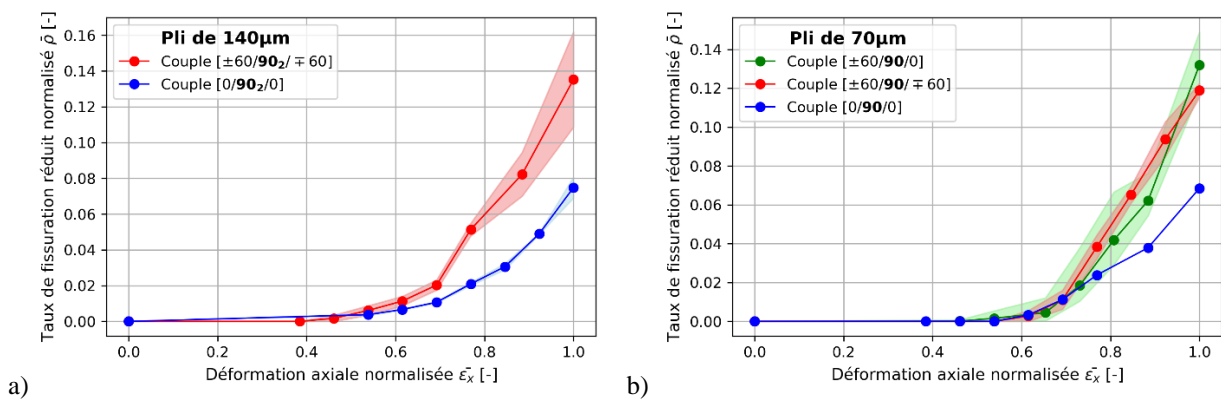 Taux de fissuration réduit normalisé ρ̄ [-]
0.16
0.14
0.12
0.10
0.08
0.06
0.04
0.02
0.00
Pli de 140µm
Couple [±60/90₂/∓60]
Couple [0/90₂/0]
0.0 0.2 0.4 0.6 0.8 1.0
Déformation axiale normalisée ε̄ₓ [-]
a)
Taux de fissuration réduit normalisé ρ̄ [-]
0.14
0.12
0.10
0.08
0.06
0.04
0.02
0.00
Pli de 70µm
Couple [±60/90/0]
Couple [±60/90/∓60]
Couple [0/90/0]
0.0 0.2 0.4 0.6 0.8 1.0
Déformation axiale normalisée ε̄ₓ [-]
b)